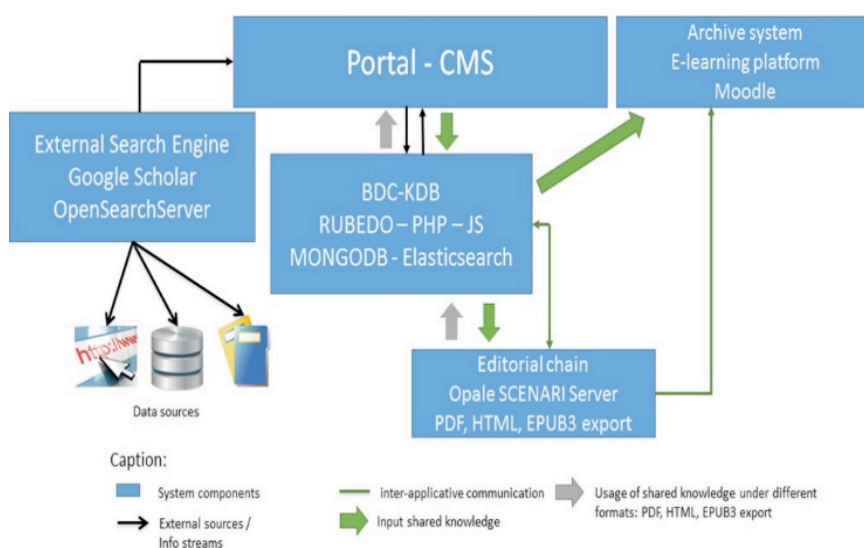 Portal - CMS
Archive system
E-learning platform
Moodle
External Search Engine
Google Scholar
OpenSearchServer
BDC-KDB
RUBEDO – PHP – JS
MONGODB - Elasticsearch
http://www
Data sources
Editorial chain
Opale SCENARI Server
PDF, HTML, EPUB3 export
Caption:
System components
External sources /
Info streams
inter-applicative communication
Input shared knowledge
Usage of shared knowledge under different
formats: PDF, HTML, EPUB3 export